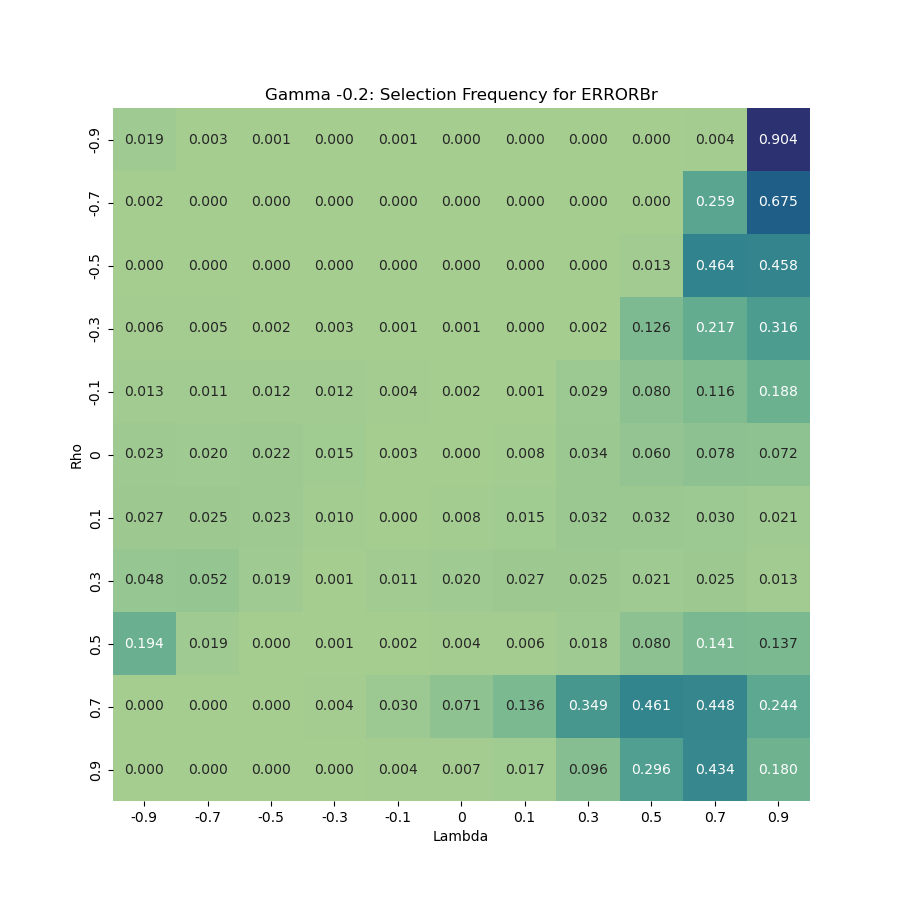 Gamma -0.2: Selection Frequency for ERRORBr
-0.9 0.019 0.003 0.001 0.000 0.001 0.000 0.000 0.000 0.000 0.004 0.904
-0.7 0.002 0.000 0.000 0.000 0.000 0.000 0.000 0.000 0.000 0.259 0.675
-0.5 0.000 0.000 0.000 0.000 0.000 0.000 0.000 0.000 0.013 0.464 0.458
-0.3 0.006 0.005 0.002 0.003 0.001 0.001 0.000 0.002 0.126 0.217 0.316
-0.1 0.013 0.011 0.012 0.012 0.004 0.002 0.001 0.029 0.080 0.116 0.188
Rho
0 0.023 0.020 0.022 0.015 0.003 0.000 0.008 0.034 0.060 0.078 0.072
0.1 0.027 0.025 0.023 0.010 0.000 0.008 0.015 0.032 0.032 0.030 0.021
0.3 0.048 0.052 0.019 0.001 0.011 0.020 0.027 0.025 0.021 0.025 0.013
0.5 0.194 0.019 0.000 0.001 0.002 0.004 0.006 0.018 0.080 0.141 0.137
0.7 0.000 0.000 0.000 0.004 0.030 0.071 0.136 0.349 0.461 0.448 0.244
0.9 0.000 0.000 0.000 0.000 0.004 0.007 0.017 0.096 0.296 0.434 0.180
-0.9 -0.7 -0.5 -0.3 -0.1 0 0.1 0.3 0.5 0.7 0.9
Lambda